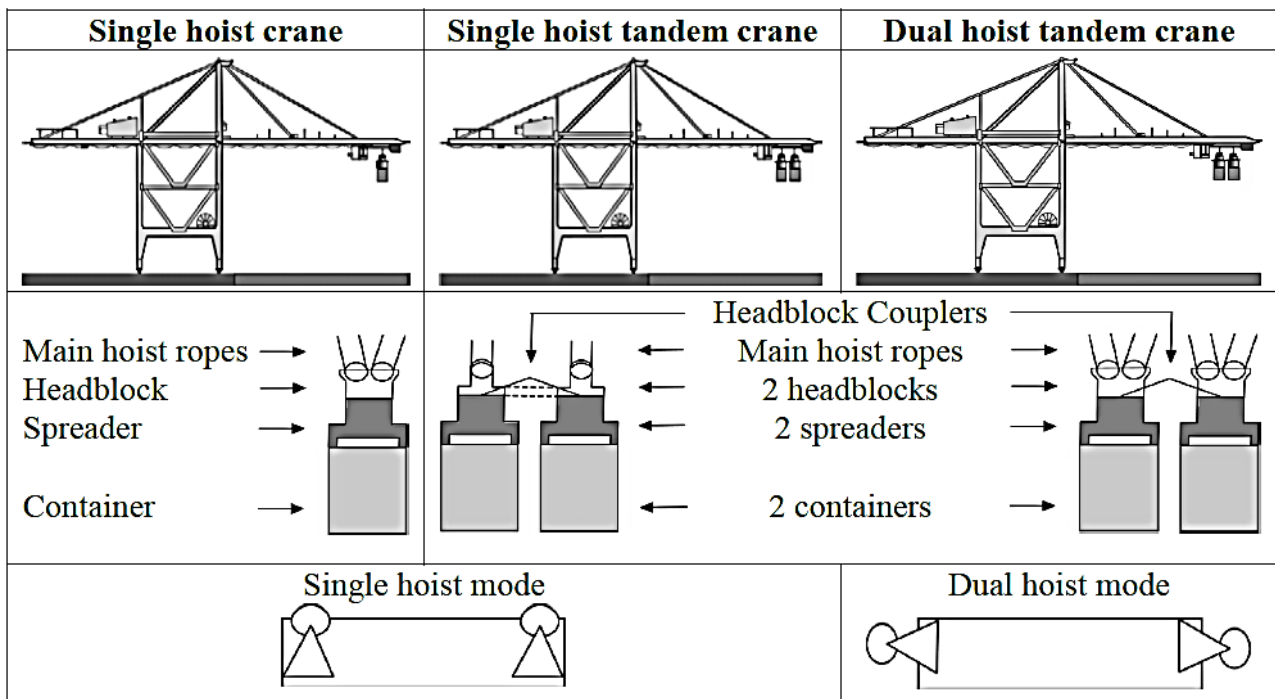 Single hoist crane
Single hoist tandem crane
Dual hoist tandem crane
Main hoist ropes
Headblock
Spreader
Container
Headblock Couplers
Main hoist ropes
2 headblocks
2 spreaders
2 containers
Single hoist mode
Dual hoist mode